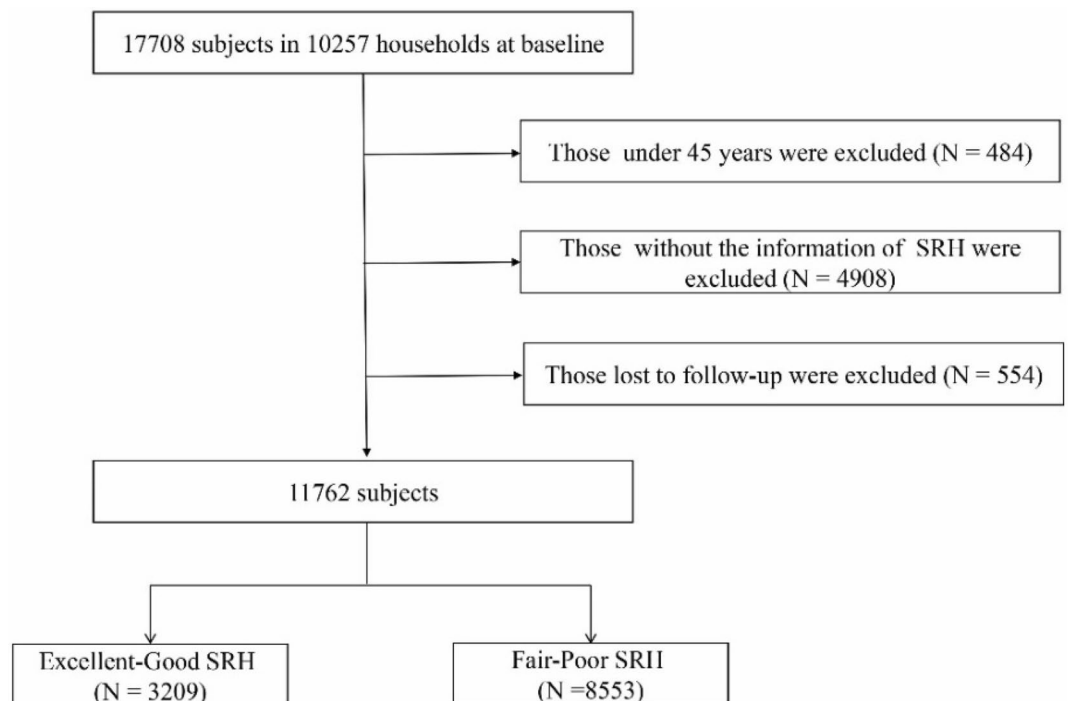 17708 subjects in 10257 households at baseline
Those under 45 years were excluded (N = 484)
Those without the information of SRH were
excluded (N = 4908)
Those lost to follow-up were excluded (N = 554)
11762 subjects
Excellent-Good SRH
(N = 3209)
Fair-Poor SRH
(N =8553)